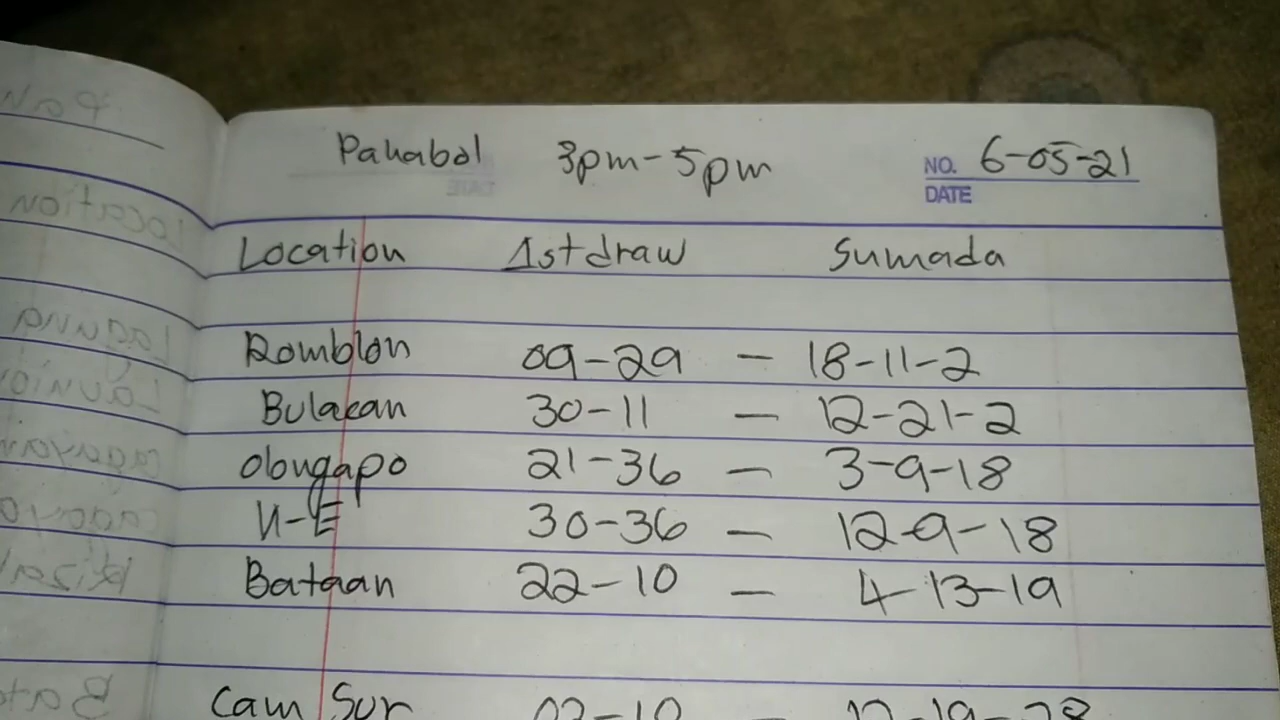 Pahabol 3pm-5pm NO. 6-05-21
DATE
Location 1st draw Sumada
Romblon 09-29 - 18-11-2
Bulacan 30-11 - 12-21-2
olongapo 21-36 - 3-9-18
N-E 30-36 - 12-9-18
Bataan 22-10 - 4-13-19
Cam Sur